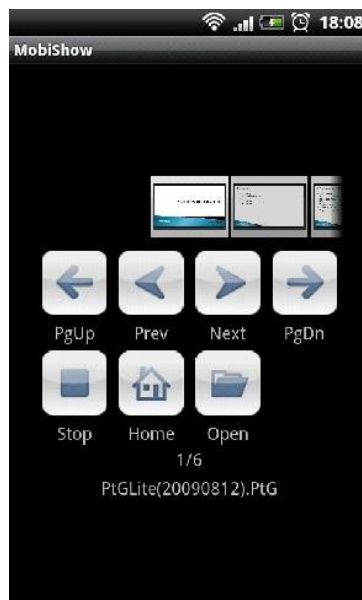 18:08
MobiShow
PgUp Prev Next PgDn
Stop Home Open
1/6
PtGLite(20090812).PtG